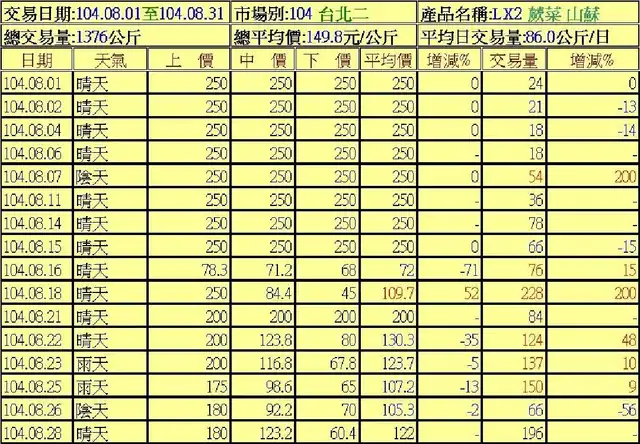 交易日期:104.08.01至104.08.31 市場別:104 台北二 產品名稱:LX2 蕨菜 山蘇
總交易量:1376公斤 總平均價:149.8元/公斤 平均日交易量:86.0公斤/日
日期 天氣 上 價 中 價 下 價 平均價 增減% 交易量 增減%
104.08.01 晴天 250 250 250 250 0 24 0
104.08.02 晴天 250 250 250 250 0 21 -13
104.08.04 晴天 250 250 250 250 0 18 -14
104.08.06 晴天 250 250 250 250 - 18 -
104.08.07 陰天 250 250 250 250 0 54 200
104.08.11 晴天 250 250 250 250 - 36 -
104.08.14 晴天 250 250 250 250 - 78 -
104.08.15 晴天 250 250 250 250 0 66 -15
104.08.16 晴天 78.3 71.2 68 72 -71 76 15
104.08.18 晴天 250 84.4 45 109.7 52 228 200
104.08.21 晴天 200 200 200 200 - 84 -
104.08.22 晴天 200 123.8 80 130.3 -35 124 48
104.08.23 雨天 200 116.8 67.8 123.7 -5 137 10
104.08.25 雨天 175 98.6 65 107.2 -13 150 9
104.08.26 陰天 180 92.2 70 105.3 -2 66 -56
104.08.28 晴天 180 123.2 60.4 122 - 196 -